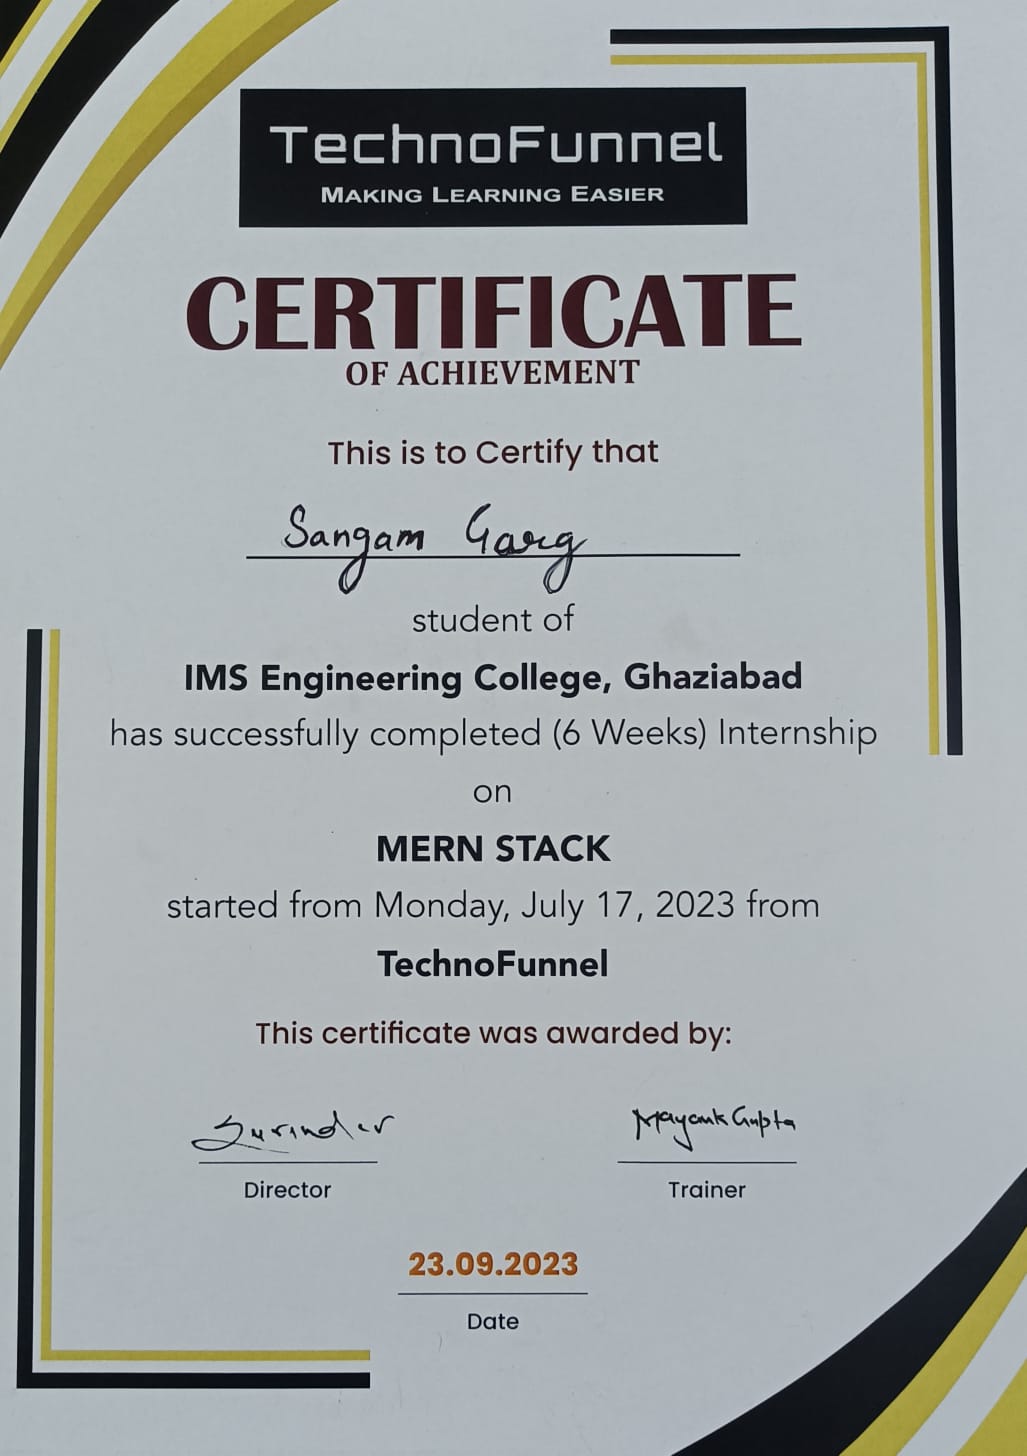 TechnoFunnel
MAKING LEARNING EASIER
CERTIFICATE
OF ACHIEVEMENT
This is to Certify that
Sangam Garg
student of
IMS Engineering College, Ghaziabad
has successfully completed (6 Weeks) Internship
on
MERN STACK
started from Monday, July 17, 2023 from
TechnoFunnel
This certificate was awarded by:
Surinder Mayank Gupta
Director Trainer
23.09.2023
Date